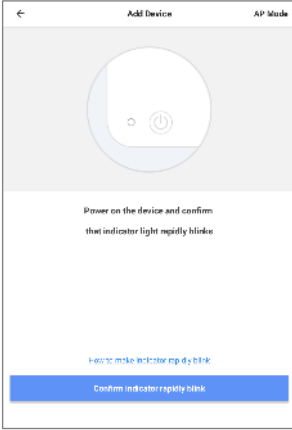 Add Device
AP Mode
Power on the device and confirm
that indicator light rapidly blinks
How to make indicator rapidly blink
Confirm indicator rapidly blink